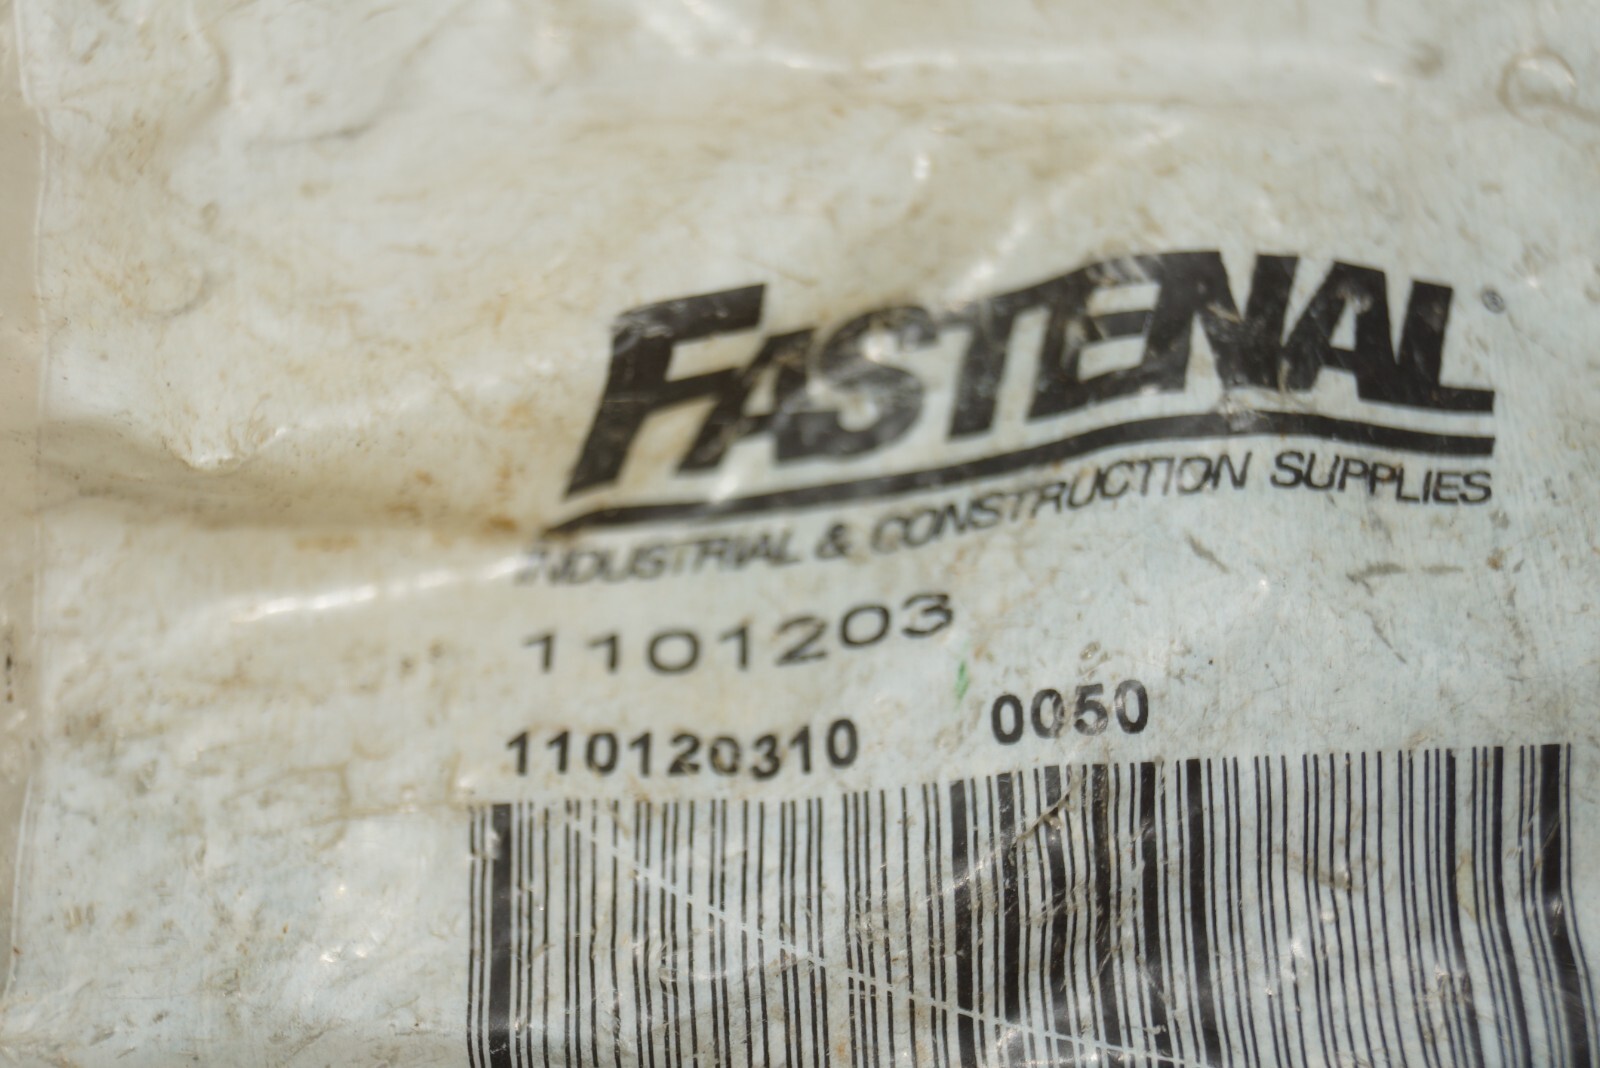 FASTENAL®
INDUSTRIAL & CONSTRUCTION SUPPLIES
1101203
110120310 0050